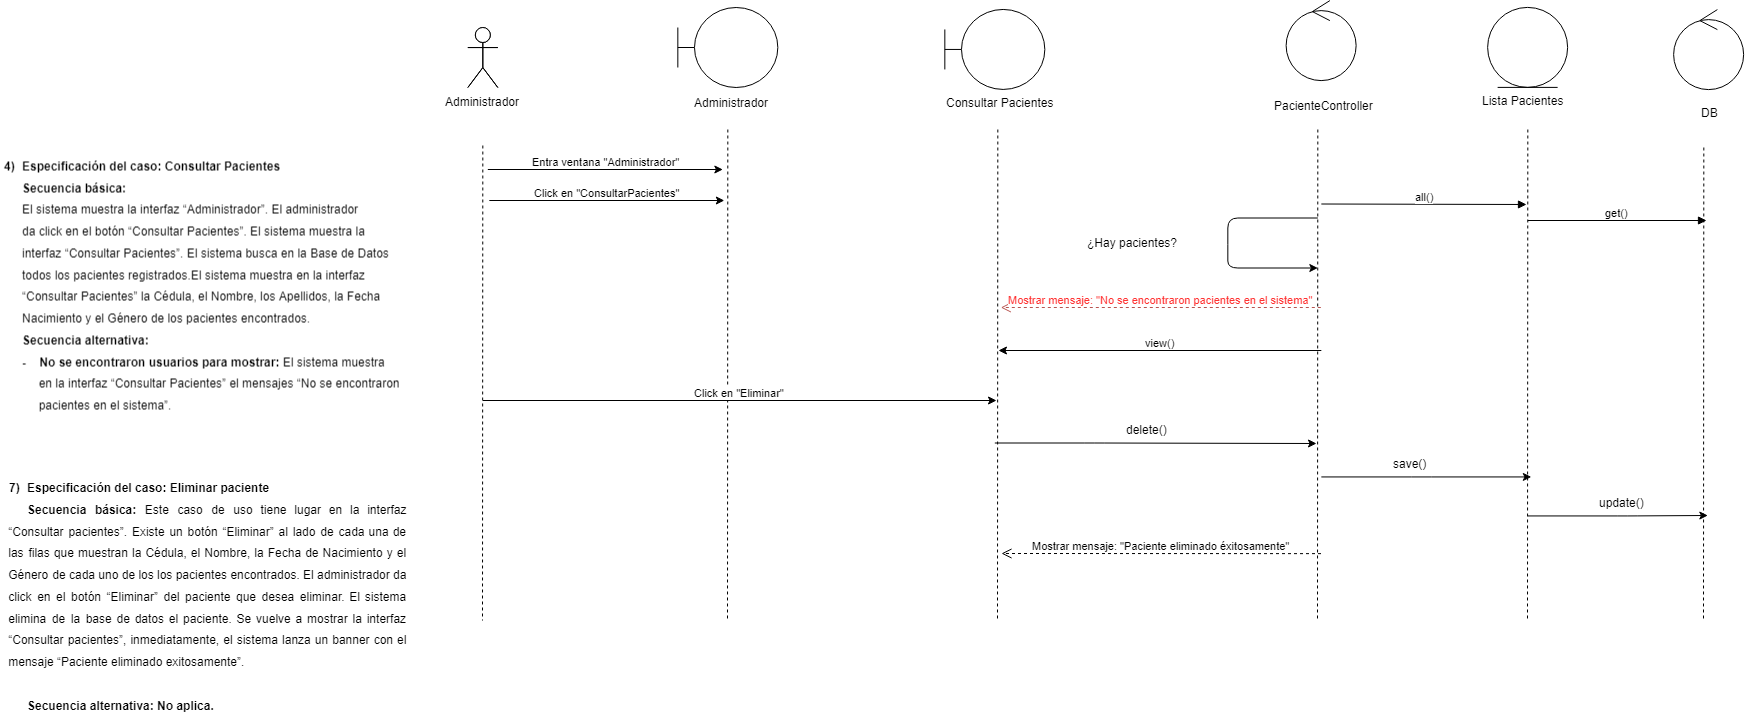 Administrador
Administrador
Consultar Pacientes
PacienteController
Lista Pacientes
DB
4) Especificación del caso: Consultar Pacientes
Secuencia básica:
El sistema muestra la interfaz “Administrador”. El administrador
da click en el botón “Consultar Pacientes”. El sistema muestra la
interfaz “Consultar Pacientes”. El sistema busca en la Base de Datos
todos los pacientes registrados.El sistema muestra en la interfaz
“Consultar Pacientes” la Cédula, el Nombre, los Apellidos, la Fecha
Nacimiento y el Género de los pacientes encontrados.
Secuencia alternativa:
- No se encontraron usuarios para mostrar: El sistema muestra
en la interfaz “Consultar Pacientes” el mensajes “No se encontraron
pacientes en el sistema”.
7) Especificación del caso: Eliminar paciente
Secuencia básica: Este caso de uso tiene lugar en la interfaz
“Consultar pacientes”. Existe un botón “Eliminar” al lado de cada una de
las filas que muestran la Cédula, el Nombre, la Fecha de Nacimiento y el
Género de cada uno de los los pacientes encontrados. El administrador da
click en el botón “Eliminar” del paciente que desea eliminar. El sistema
elimina de la base de datos el paciente. Se vuelve a mostrar la interfaz
“Consultar pacientes”, inmediatamente, el sistema lanza un banner con el
mensaje “Paciente eliminado exitosamente”.
Secuencia alternativa: No aplica.
Entra ventana "Administrador"
Click en "ConsultarPacientes"
all()
get()
¿Hay pacientes?
Mostrar mensaje: "No se encontraron pacientes en el sistema"
view()
Click en "Eliminar"
delete()
save()
update()
Mostrar mensaje: "Paciente eliminado éxitosamente"